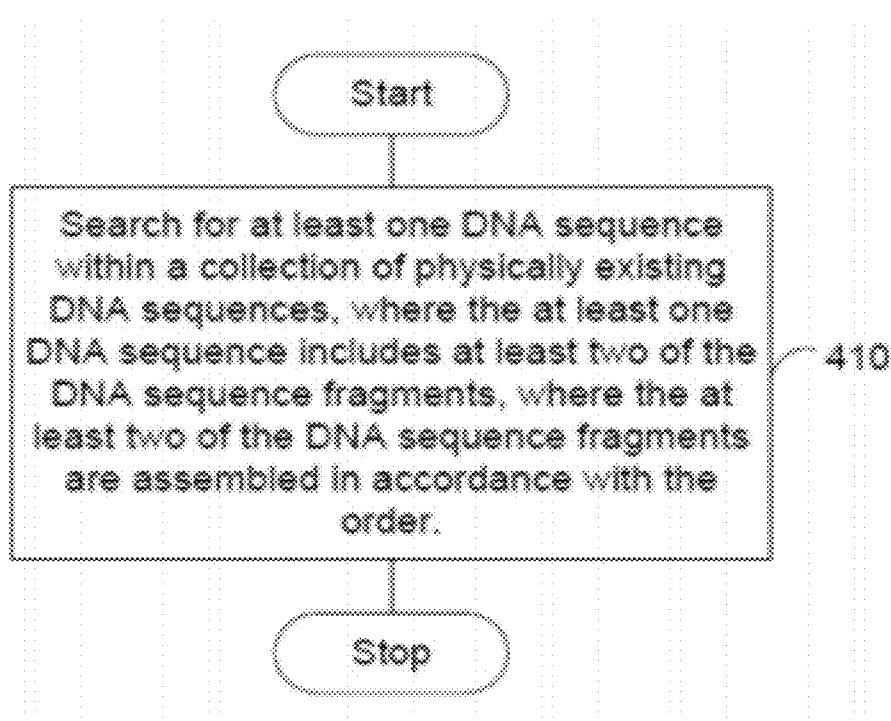 Start
Search for at least one DNA sequence
within a collection of physically existing
DNA sequences, where the at least one
DNA sequence includes at least two of the
DNA sequence fragments, where the at
least two of the DNA sequence fragments
are assembled in accordance with the
order.
410
Stop